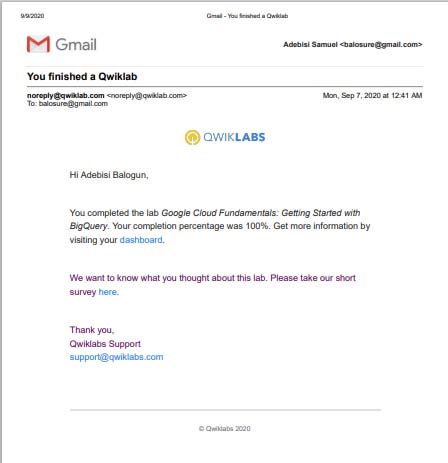 9/9/2020 Gmail - You finished a Qwiklab
Gmail Adebisi Samuel <balosure@gmail.com>
You finished a Qwiklab
noreply@qwiklab.com <noreply@qwiklab.com> Mon, Sep 7, 2020 at 12:41 AM
To: balosure@gmail.com
QWIKLABS
Hi Adebisi Balogun,
You completed the lab Google Cloud Fundamentals: Getting Started with
BigQuery. Your completion percentage was 100%. Get more information by
visiting your dashboard.
We want to know what you thought about this lab. Please take our short
survey here.
Thank you,
Qwiklabs Support
support@qwiklabs.com
© Qwiklabs 2020